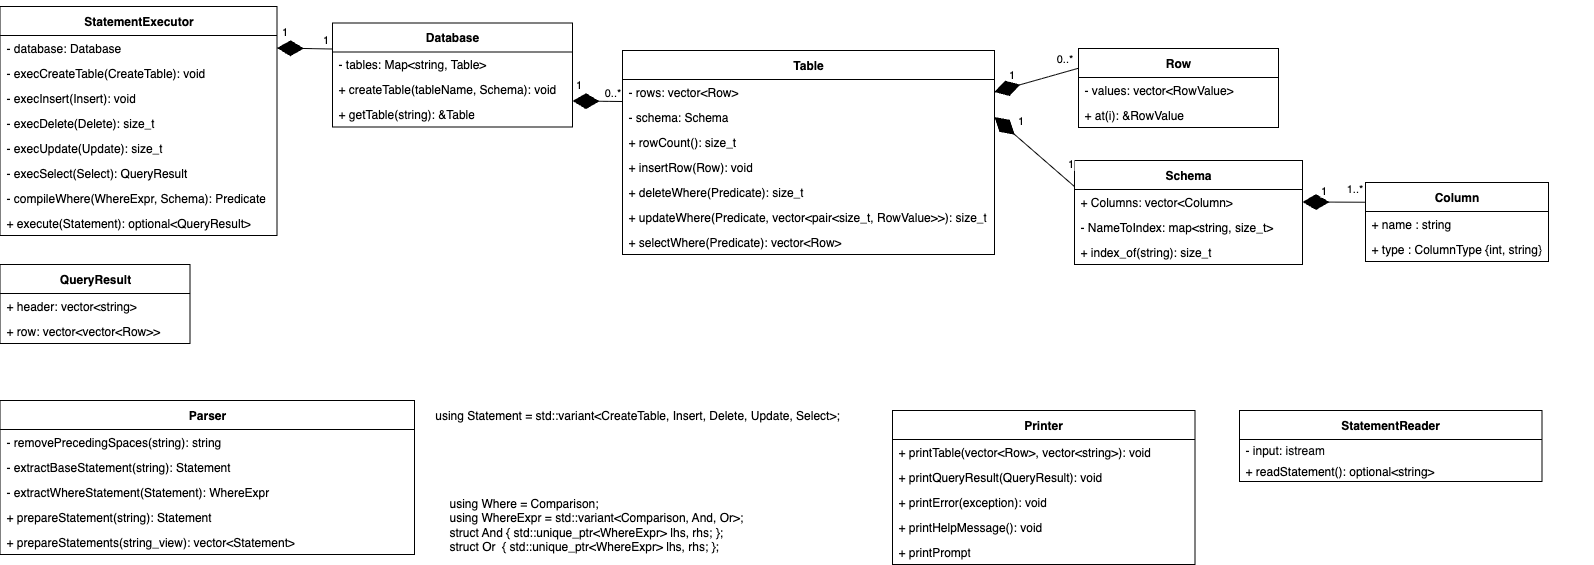 StatementExecutor
- database: Database
- execCreateTable(CreateTable): void
- execInsert(Insert): void
- execDelete(Delete): size_t
- execUpdate(Update): size_t
- execSelect(Select): QueryResult
- compileWhere(WhereExpr, Schema): Predicate
+ execute(Statement): optional<QueryResult>
1
1
Database
- tables: Map<string, Table>
+ createTable(tableName, Schema): void
+ getTable(string): &Table
1
0..*
Table
- rows: vector<Row>
- schema: Schema
+ rowCount(): size_t
+ insertRow(Row): void
+ deleteWhere(Predicate): size_t
+ updateWhere(Predicate, vector<pair<size_t, RowValue>>): size_t
+ selectWhere(Predicate): vector<Row>
1
0..*
1
1
Row
- values: vector<RowValue>
+ at(i): &RowValue
Schema
+ Columns: vector<Column>
- NameToIndex: map<string, size_t>
+ index_of(string): size_t
1
1..*
Column
+ name : string
+ type : ColumnType {int, string}
QueryResult
+ header: vector<string>
+ row: vector<vector<Row>>
Parser
- removePrecedingSpaces(string): string
- extractBaseStatement(string): Statement
- extractWhereStatement(Statement): WhereExpr
+ prepareStatement(string): Statement
+ prepareStatements(string_view): vector<Statement>
using Statement = std::variant<CreateTable, Insert, Delete, Update, Select>;
using Where = Comparison;
using WhereExpr = std::variant<Comparison, And, Or>;
struct And { std::unique_ptr<WhereExpr> lhs, rhs; };
struct Or  { std::unique_ptr<WhereExpr> lhs, rhs; };
Printer
+ printTable(vector<Row>, vector<string>): void
+ printQueryResult(QueryResult): void
+ printError(exception): void
+ printHelpMessage(): void
+ printPrompt
StatementReader
- input: istream
+ readStatement(): optional<string>